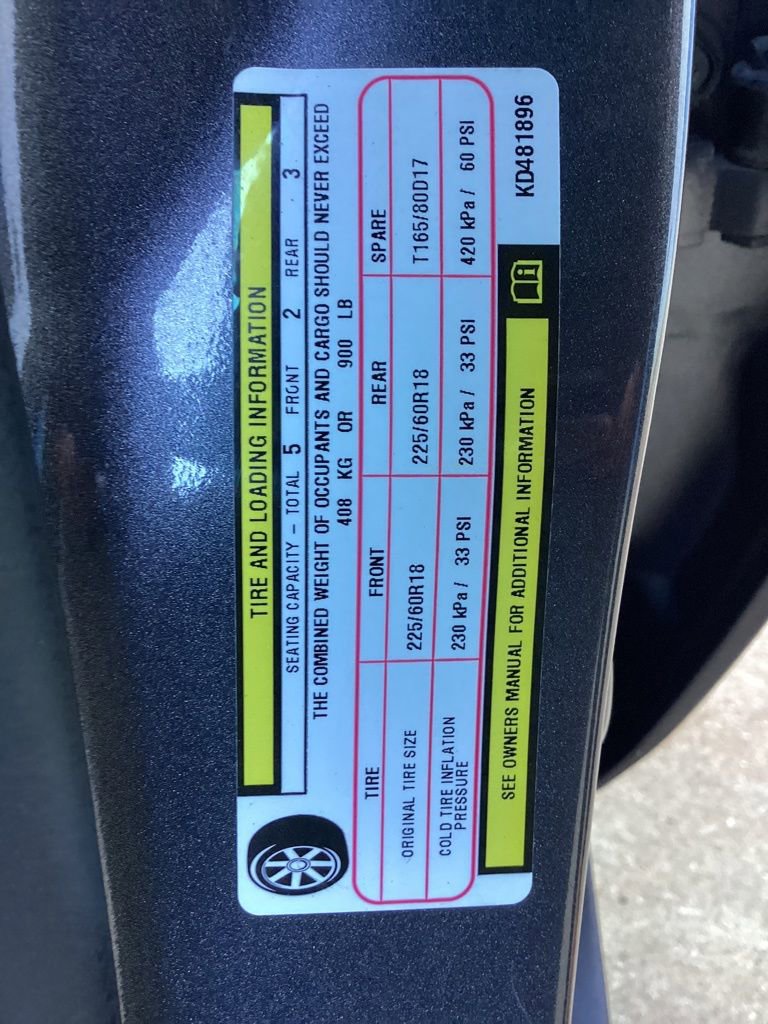 TIRE AND LOADING INFORMATION
SEATING CAPACITY - TOTAL 5 FRONT 2 REAR 3
THE COMBINED WEIGHT OF OCCUPANTS AND CARGO SHOULD NEVER EXCEED
408 KG OR 900 LB
TIRE FRONT REAR SPARE
ORIGINAL TIRE SIZE 225/60R18 225/60R18 T165/80D17
COLD TIRE INFLATION PRESSURE 230 kPa / 33 PSI 230 kPa / 33 PSI 420 kPa / 60 PSI
SEE OWNERS MANUAL FOR ADDITIONAL INFORMATION
KD481896